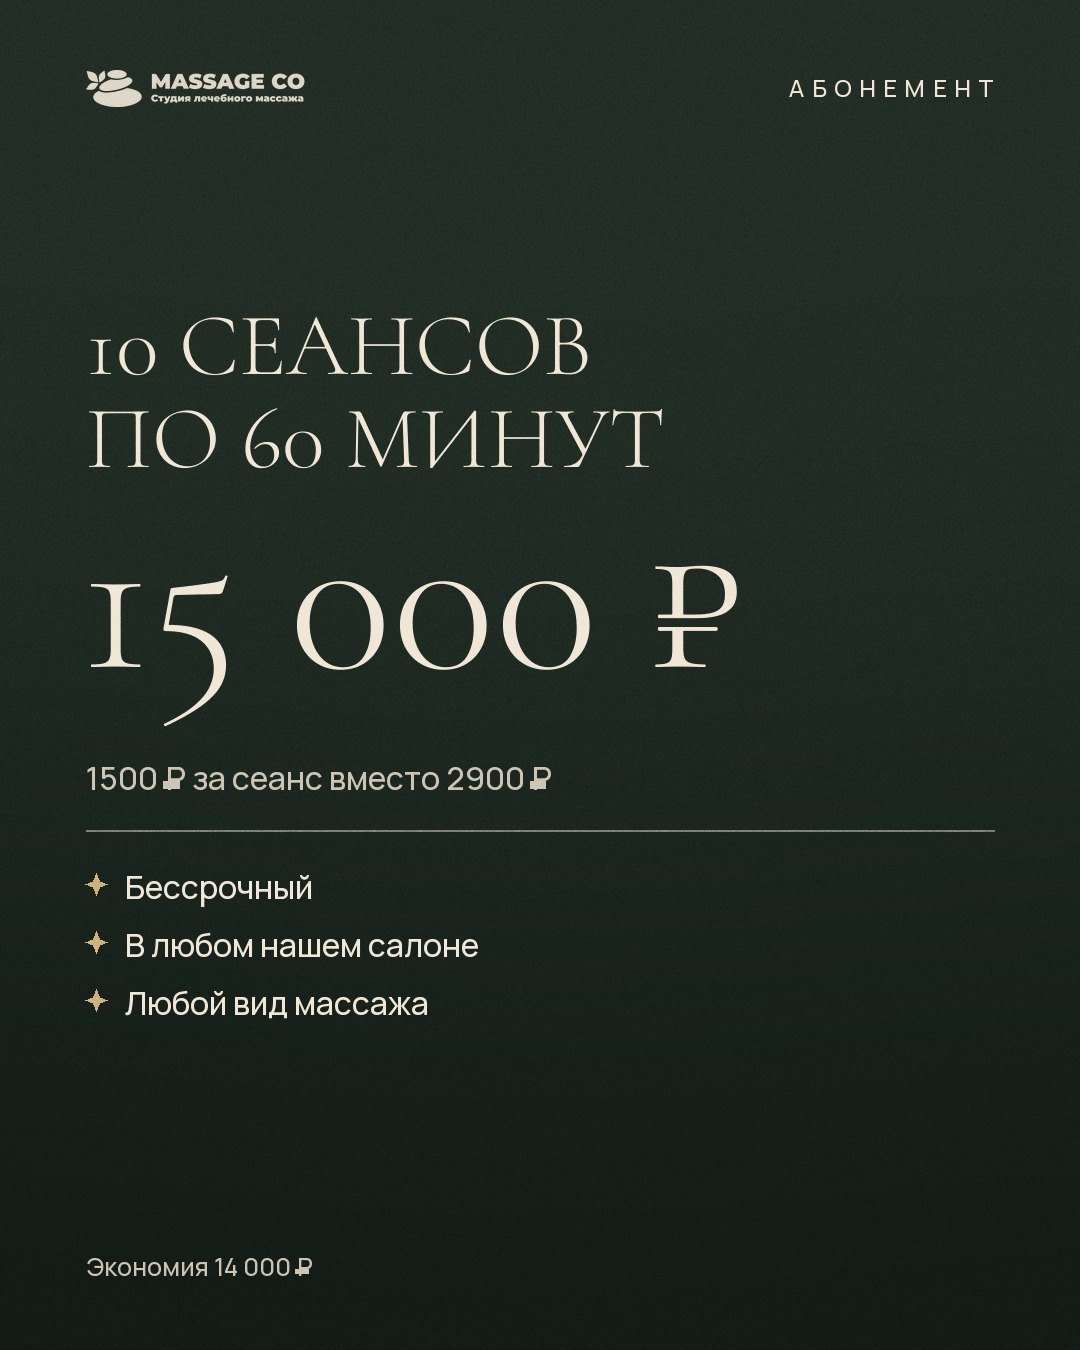 MASSAGE CO
Студия лечебного массажа
АБОНЕМЕНТ
10 СЕАНСОВ
ПО 60 МИНУТ
15 000 ₽
1500 ₽ за сеанс вместо 2900 ₽
Бессрочный
В любом нашем салоне
Любой вид массажа
Экономия 14 000 ₽